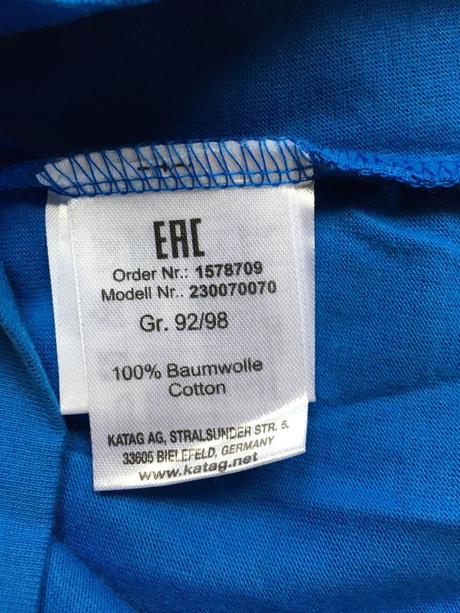 EAC
Order Nr.: 1578709
Modell Nr.. 230070070
Gr. 92/98
100% Baumwolle
Cotton
KATAG AG, STRALSUNDER STR. 5.
33605 BIELEFELD, GERMANY
www.katag.net